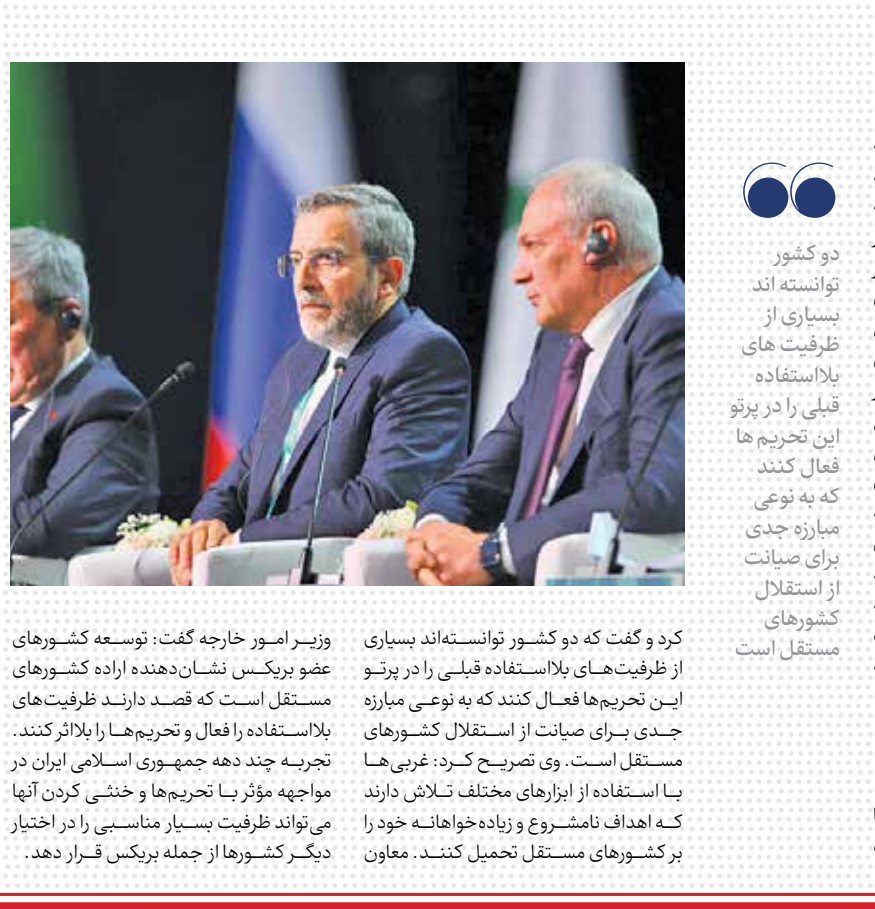 دو کشور
توانسته اند
بسیاری از
ظرفیت های
بلااستفاده
قبلی را در پرتو
این تحریم ها
فعال کنند
که به نوعی
مبارزه جدی
برای صیانت
از استقلال
کشورهای
مستقل است
کرد و گفت که دو کشور توانسته‌اند بسیاری
از ظرفیت‌های بلااستفاده قبلی را در پرتو
این تحریم‌ها فعال کنند که به نوعی مبارزه
جدی برای صیانت از استقلال کشورهای
مستقل است. وی تصریح کرد: غربی‌ها
با استفاده از ابزارهای مختلف تلاش دارند
که اهداف نامشروع و زیاده‌خواهانه خود را
بر کشورهای مستقل تحمیل کنند. معاون
وزیر امور خارجه گفت: توسعه کشورهای
عضو بریکس نشان‌دهنده اراده کشورهای
مستقل است که قصد دارند ظرفیت‌های
بلااستفاده را فعال و تحریم‌ها را بلااثر کنند.
تجربه چند دهه جمهوری اسلامی ایران در
مواجهه مؤثر با تحریم‌ها و خنثی کردن آنها
می‌تواند ظرفیت بسیار مناسبی را در اختیار
دیگر کشورها از جمله بریکس قرار دهد.